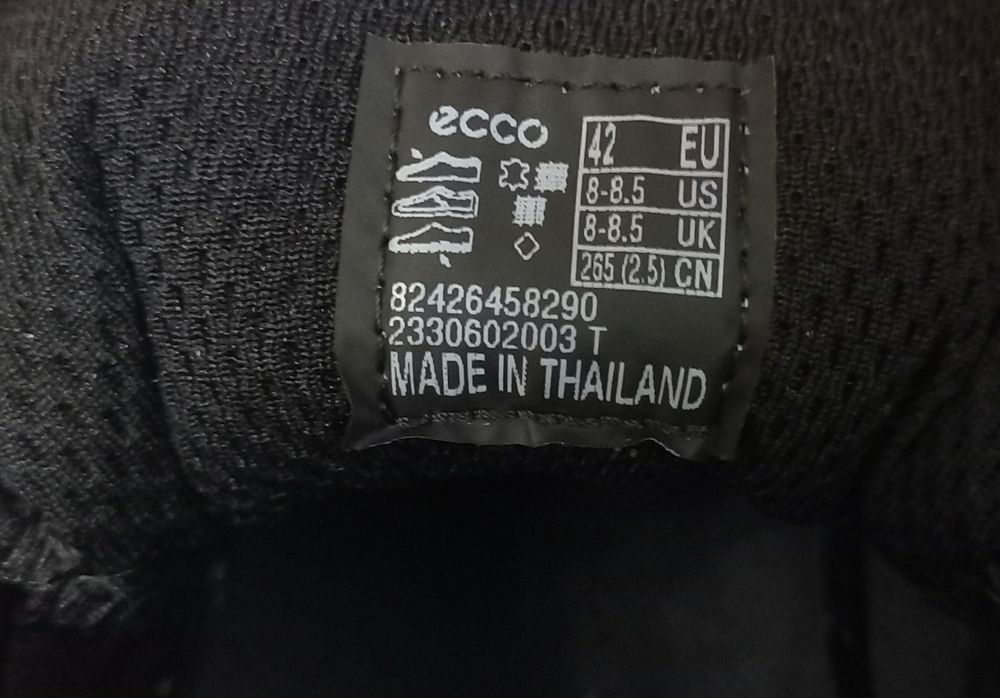 ecco
42 EU
8-8.5 US
8-8.5 UK
265 (2.5) CN
82426458290
2330602003 T
MADE IN THAILAND